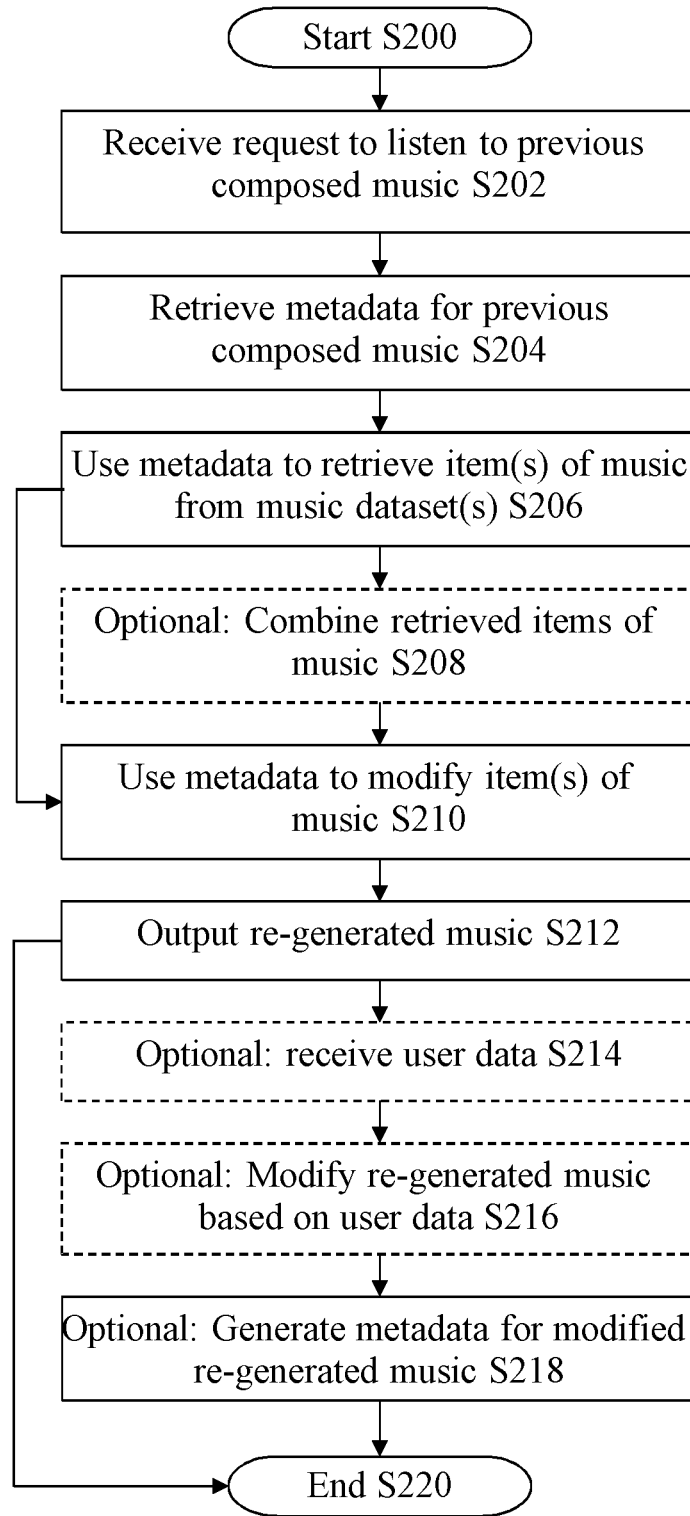 Start S200
Receive request to listen to previous
composed music S202
Retrieve metadata for previous
composed music S204
Use metadata to retrieve item(s) of music
from music dataset(s) S206
Optional: Combine retrieved items of
music S208
Use metadata to modify item(s) of
music S210
Output re-generated music S212
Optional: receive user data S214
Optional: Modify re-generated music
based on user data S216
Optional: Generate metadata for modified
re-generated music S218
End S220